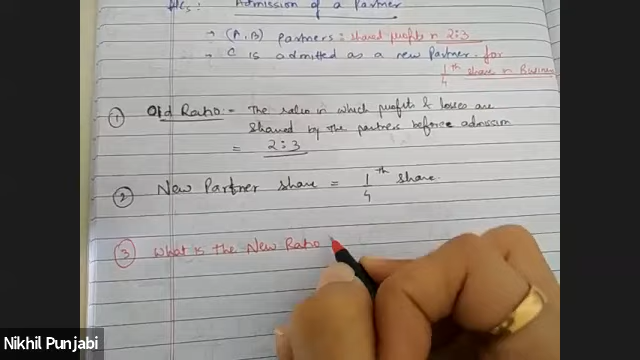 A/Cs: Admission of a Partner
→ (A, B) partners: shared profits in 2:3
→ C is admitted as a new Partner for
1/4 th share in Business
① Old Ratio = The ratio in which profits & losses are
shared by the partners before admission
= 2:3
② New Partner share = 1/4 th share.
③ What is the New Ratio
Nikhil Punjabi